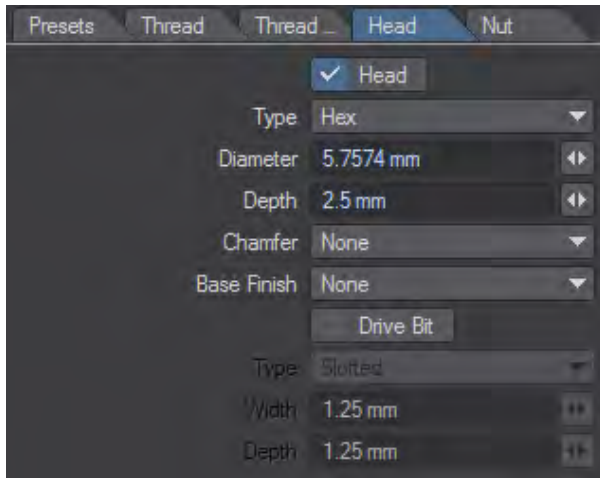 Presets Thread Thread ... Head Nut
Head
Type Hex
Diameter 5.7574 mm
Depth 2.5 mm
Chamfer None
Base Finish None
Drive Bit
Type Slotted
Width 1.25 mm
Depth 1.25 mm